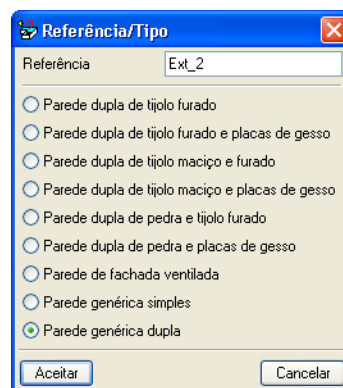 Referência/Tipo
Referência Ext_2
Parede dupla de tijolo furado
Parede dupla de tijolo furado e placas de gesso
Parede dupla de tijolo maciço e furado
Parede dupla de tijolo maciço e placas de gesso
Parede dupla de pedra e tijolo furado
Parede dupla de pedra e placas de gesso
Parede de fachada ventilada
Parede genérica simples
Parede genérica dupla
Aceitar Cancelar